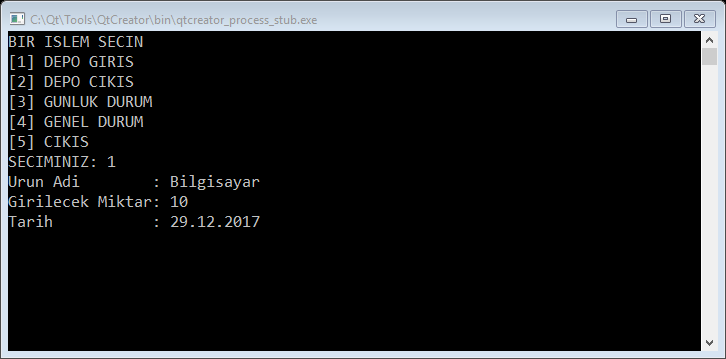 C:\Qt\Tools\QtCreator\bin\qtcreator_process_stub.exe
BIR ISLEM SECIN
[1] DEPO GIRIS
[2] DEPO CIKIS
[3] GUNLUK DURUM
[4] GENEL DURUM
[5] CIKIS
SECIMINIZ: 1
Urun Adi        : Bilgisayar
Girilecek Miktar: 10
Tarih           : 29.12.2017